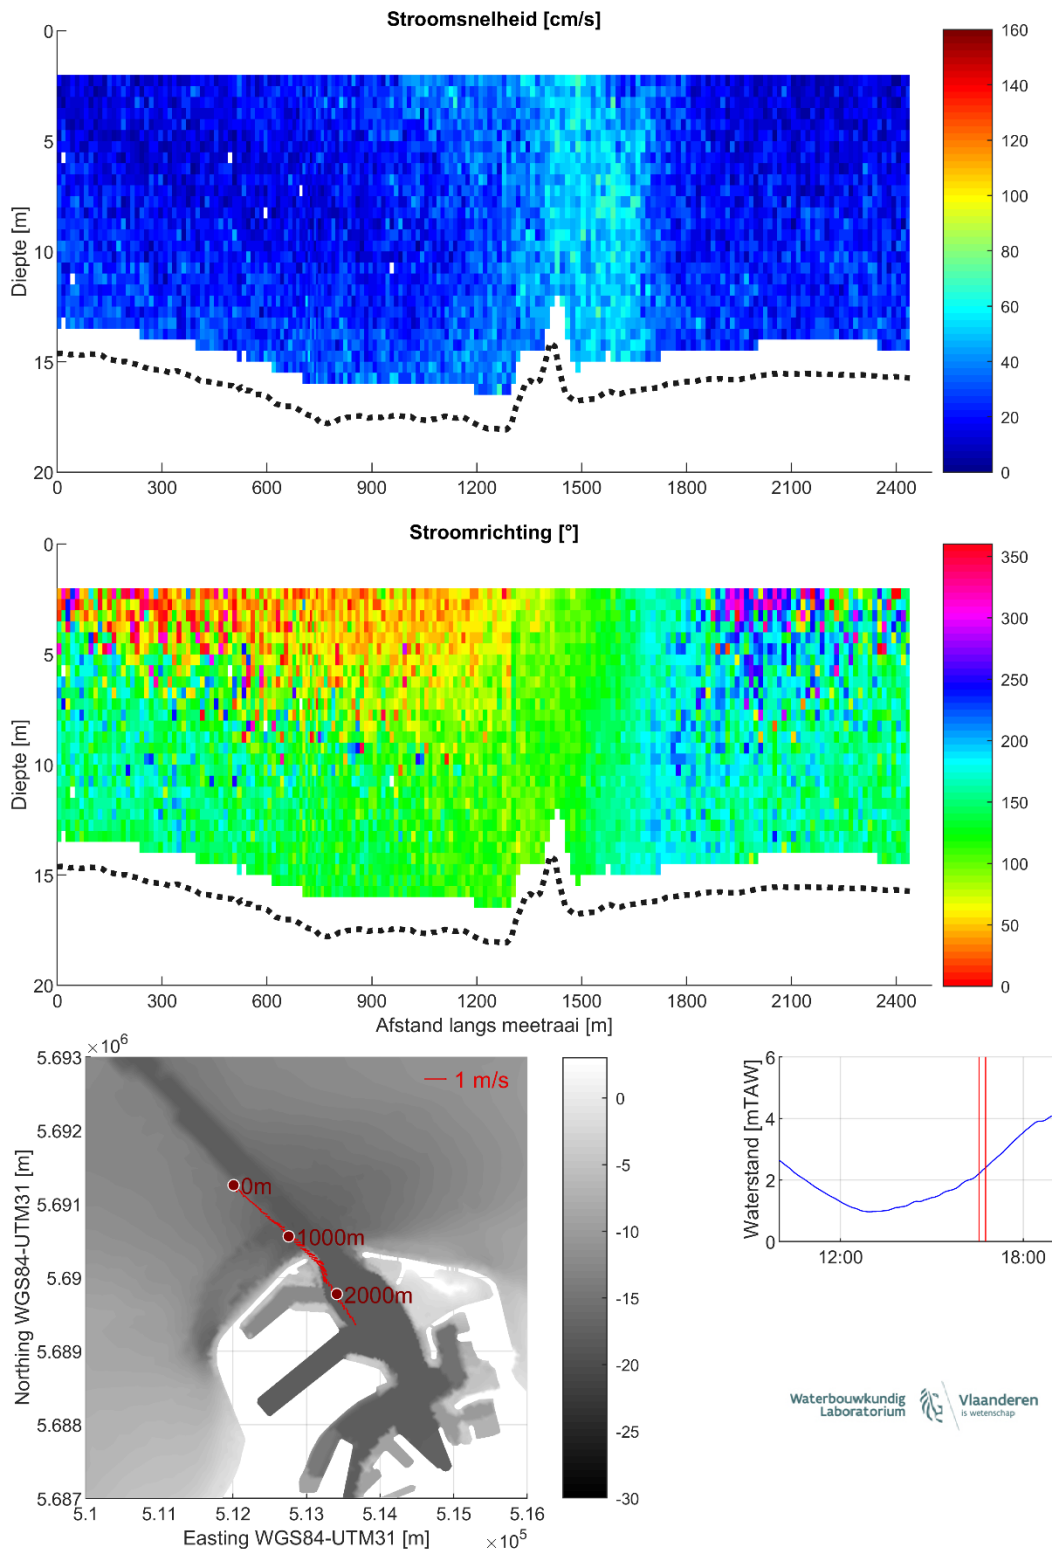 Stroomsnelheid [cm/s]
0
5
10
15
20
Diepte [m]
0 300 600 900 1200 1500 1800 2100 2400
160
140
120
100
80
60
40
20
0
Stroomrichting [°]
0
5
10
15
20
Diepte [m]
0 300 600 900 1200 1500 1800 2100 2400
Afstand langs meetraai [m]
350
300
250
200
150
100
50
0
×10⁶
5.693
5.692
5.691
5.69
5.689
5.688
5.687
Northing WGS84-UTM31 [m]
1 m/s
0m
1000m
2000m
5.1 5.11 5.12 5.13 5.14 5.15 5.16
Easting WGS84-UTM31 [m]
×10⁵
0
-5
-10
-15
-20
-25
-30
6
4
2
0
Waterstand [mTAW]
12:00 18:00
Waterbouwkundig
Laboratorium
Vlaanderen
is wetenschap